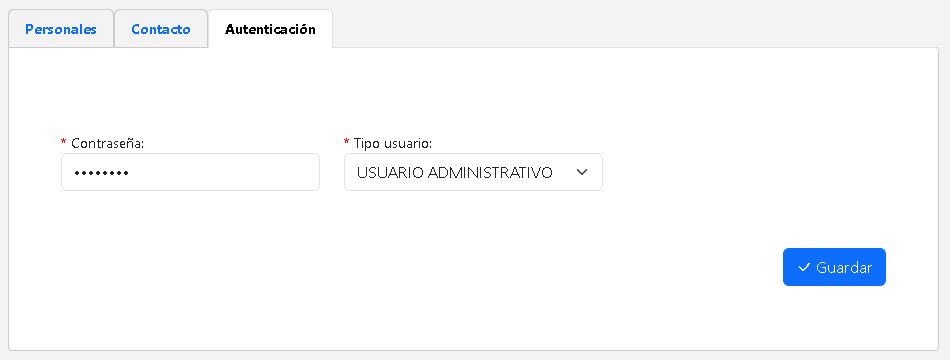 Personales Contacto Autenticación
* Contraseña: * Tipo usuario:
•••••••• USUARIO ADMINISTRATIVO
Guardar